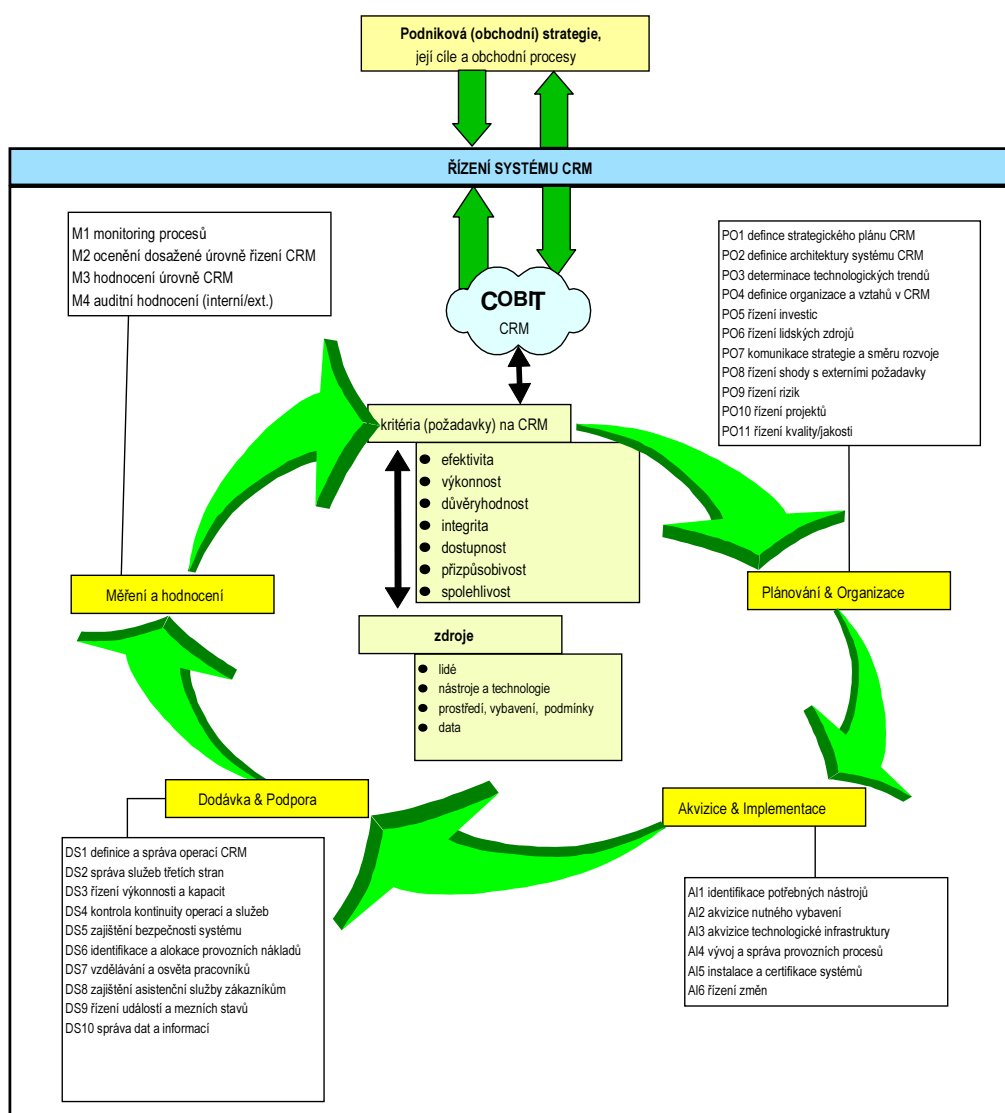 Podniková (obchodní) strategie,
její cíle a obchodní procesy
ŘÍZENÍ SYSTÉMU CRM
M1 monitoring procesů
M2 ocenění dosažené úrovně řizení CRM
M3 hodnocení úrovně CRM
M4 auditní hodnocení (interní/ext.)
COBIT
CRM
PO1 defince strategického plánu CRM
PO2 definice architektury systému CRM
PO3 determinace technologických trendů
PO4 definice organizace a vztahů v CRM
PO5 řízení investic
PO6 řízení lidských zdrojů
PO7 komunikace strategie a směru rozvoje
PO8 řízení shody s externími požadavky
PO9 řízení rizik
PO10 řízení projektů
PO11 řízení kvality/jakosti
kritéria (požadavky) na CRM
● efektivita
● výkonnost
● důvěryhodnost
● integrita
● dostupnost
● přizpůsobivost
● spolehlivost
Měření a hodnocení
Plánování & Organizace
zdroje
● lidé
● nástroje a technologie
● prostředí, vybavení, podmínky
● data
Dodávka & Podpora
Akvizice & Implementace
DS1 definice a správa operací CRM
DS2 správa služeb třetích stran
DS3 řízení výkonnosti a kapacit
DS4 kontrola kontinuity operací a služeb
DS5 zajištění bezpečnosti systému
DS6 identifikace a alokace provozních nákladů
DS7 vzdělávání a osvěta pracovníků
DS8 zajištění asistenční služby zákazníkům
DS9 řízení událostí a mezních stavů
DS10 správa dat a informací
AI1 identifikace potřebných nástrojů
AI2 akvizice nutného vybavení
AI3 akvizice technologické infrastruktury
AI4 vývoj a správa provozních procesů
AI5 instalace a certifikace systémů
AI6 řízení změn